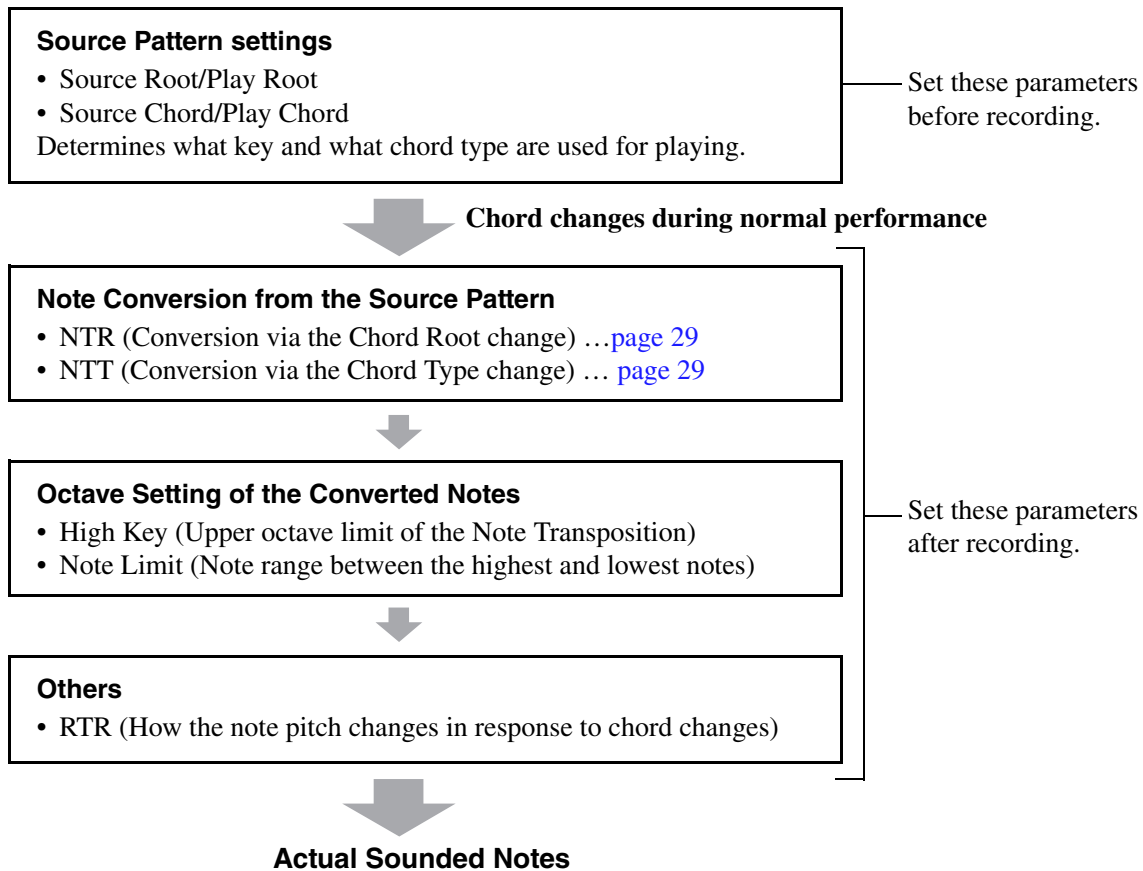 Source Pattern settings
• Source Root/Play Root
• Source Chord/Play Chord
Determines what key and what chord type are used for playing.
Set these parameters
before recording.
Chord changes during normal performance
Note Conversion from the Source Pattern
• NTR (Conversion via the Chord Root change) …page 29
• NTT (Conversion via the Chord Type change) … page 29
Octave Setting of the Converted Notes
• High Key (Upper octave limit of the Note Transposition)
• Note Limit (Note range between the highest and lowest notes)
Set these parameters
after recording.
Others
• RTR (How the note pitch changes in response to chord changes)
Actual Sounded Notes